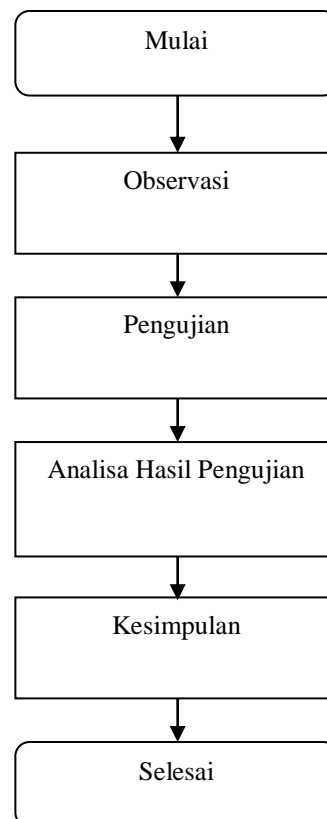 Mulai
Observasi
Pengujian
Analisa Hasil Pengujian
Kesimpulan
Selesai